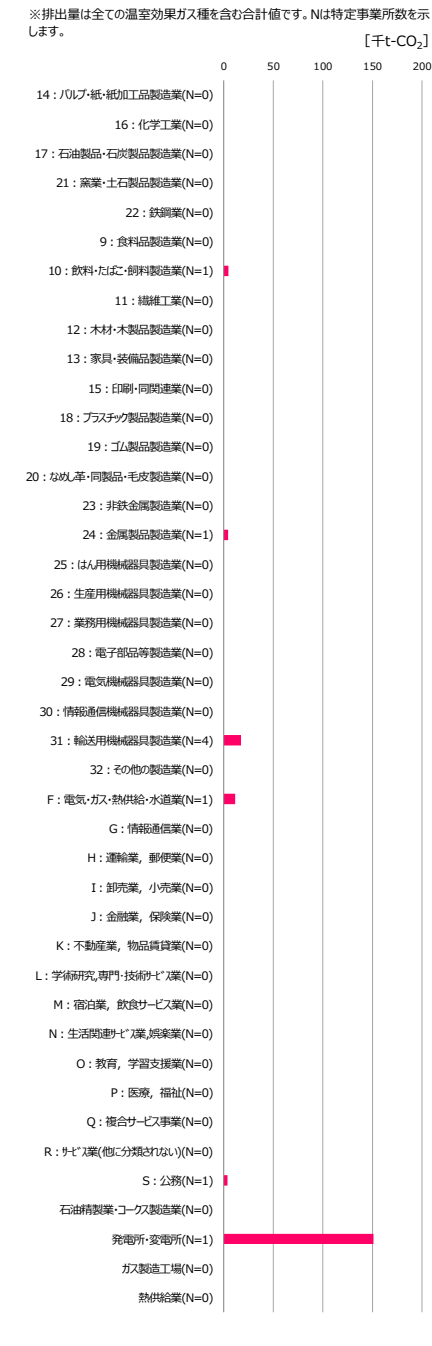 ※排出量は全ての温室効果ガス種を含む合計値です。Nは特定事業所数を示
します。
[千t-CO₂]
0 50 100 150 200
14：パルプ・紙・紙加工品製造業(N=0)
16：化学工業(N=0)
17：石油製品・石炭製品製造業(N=0)
21：窯業・土石製品製造業(N=0)
22：鉄鋼業(N=0)
9：食料品製造業(N=0)
10：飲料・たばこ・飼料製造業(N=1)
11：繊維工業(N=0)
12：木材・木製品製造業(N=0)
13：家具・装備品製造業(N=0)
15：印刷・同関連業(N=0)
18：プラスチック製品製造業(N=0)
19：ゴム製品製造業(N=0)
20：なめし革・同製品・毛皮製造業(N=0)
23：非鉄金属製造業(N=0)
24：金属製品製造業(N=1)
25：はん用機械器具製造業(N=0)
26：生産用機械器具製造業(N=0)
27：業務用機械器具製造業(N=0)
28：電子部品等製造業(N=0)
29：電気機械器具製造業(N=0)
30：情報通信機械器具製造業(N=0)
31：輸送用機械器具製造業(N=4)
32：その他の製造業(N=0)
F：電気・ガス・熱供給・水道業(N=1)
G：情報通信業(N=0)
H：運輸業，郵便業(N=0)
I：卸売業，小売業(N=0)
J：金融業，保険業(N=0)
K：不動産業，物品賃貸業(N=0)
L：学術研究,専門・技術ｻｰﾋﾞｽ業(N=0)
M：宿泊業，飲食サービス業(N=0)
N：生活関連ｻｰﾋﾞｽ業,娯楽業(N=0)
O：教育，学習支援業(N=0)
P：医療，福祉(N=0)
Q：複合サービス事業(N=0)
R：ｻｰﾋﾞｽ業(他に分類されない)(N=0)
S：公務(N=1)
石油精製業・コークス製造業(N=0)
発電所・変電所(N=1)
ガス製造工場(N=0)
熱供給業(N=0)